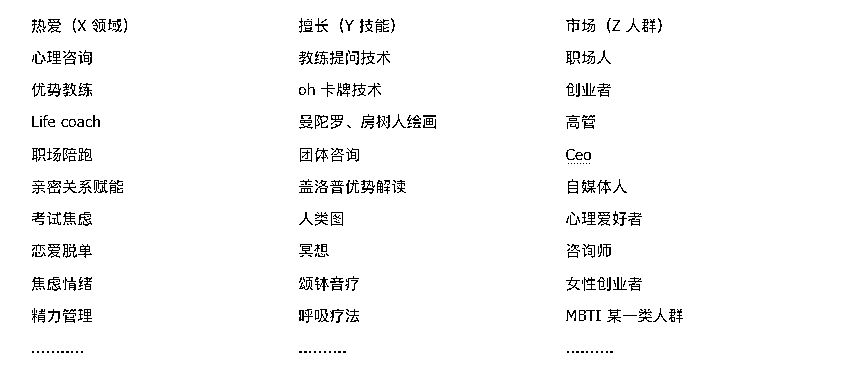 热爱（X 领域） 擅长（Y 技能） 市场（Z 人群）
心理咨询 教练提问技术 职场人
优势教练 oh 卡牌技术 创业者
Life coach 曼陀罗、房树人绘画 高管
职场陪跑 团体咨询 Ceo
亲密关系赋能 盖洛普优势解读 自媒体人
考试焦虑 人类图 心理爱好者
恋爱脱单 冥想 咨询师
焦虑情绪 颂钵音疗 女性创业者
精力管理 呼吸疗法 MBTI 某一类人群
........... .......... ..........